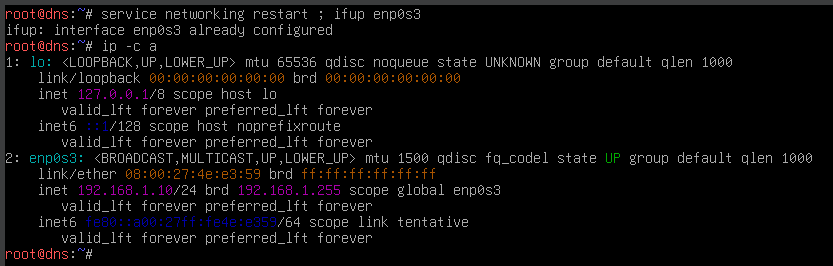 root@dns:~# service networking restart ; ifup enp0s3
ifup: interface enp0s3 already configured
root@dns:~# ip -c a
1: lo: <LOOPBACK,UP,LOWER_UP> mtu 65536 qdisc noqueue state UNKNOWN group default qlen 1000
    link/loopback 00:00:00:00:00:00 brd 00:00:00:00:00:00
    inet 127.0.0.1/8 scope host lo
       valid_lft forever preferred_lft forever
    inet6 ::1/128 scope host noprefixroute
       valid_lft forever preferred_lft forever
2: enp0s3: <BROADCAST,MULTICAST,UP,LOWER_UP> mtu 1500 qdisc fq_codel state UP group default qlen 1000
    link/ether 08:00:27:4e:e3:59 brd ff:ff:ff:ff:ff:ff
    inet 192.168.1.10/24 brd 192.168.1.255 scope global enp0s3
       valid_lft forever preferred_lft forever
    inet6 fe80::a00:27ff:fe4e:e359/64 scope link tentative
       valid_lft forever preferred_lft forever
root@dns:~#